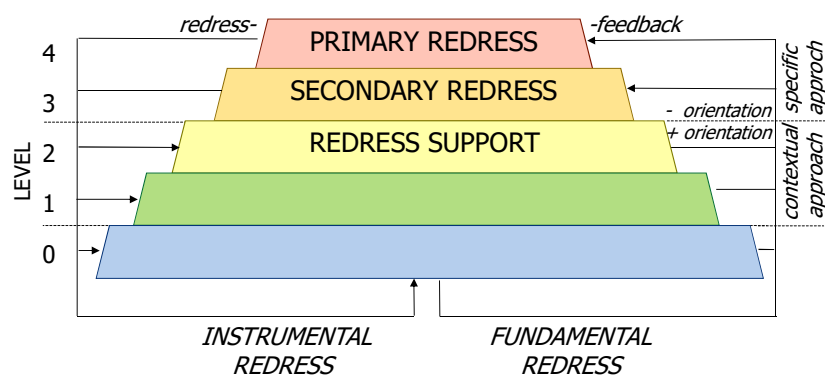 redress-
PRIMARY REDRESS
-feedback
4
SECONDARY REDRESS
3
specific
approch
- orientation
+ orientation
REDRESS SUPPORT
2
LEVEL
1
contextual
approach
0
INSTRUMENTAL
REDRESS
FUNDAMENTAL
REDRESS